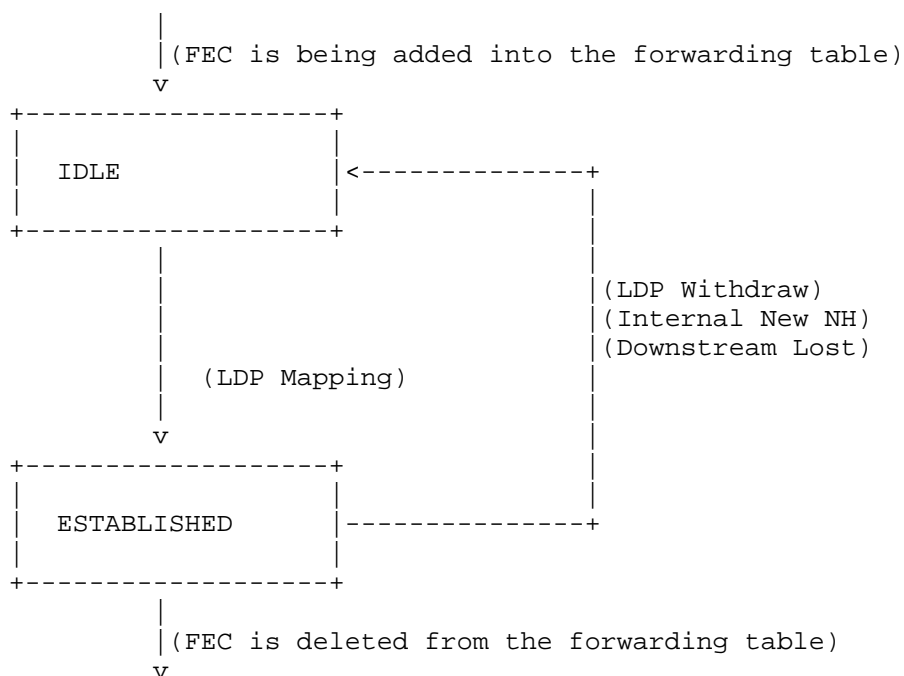 (FEC is being added into the forwarding table)
IDLE
(LDP Withdraw)
(Internal New NH)
(Downstream Lost)
(LDP Mapping)
v
ESTABLISHED
(FEC is deleted from the forwarding table)
v